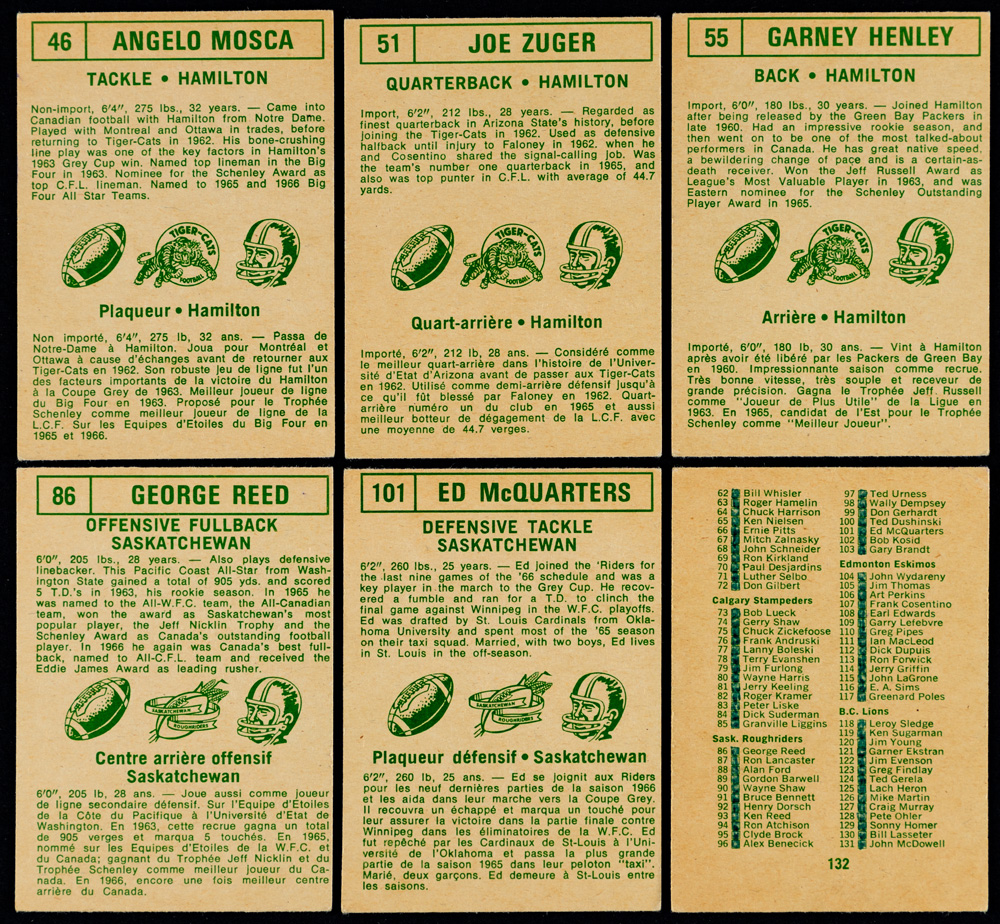 46 ANGELO MOSCA
TACKLE • HAMILTON
Non-import, 6'4", 275 lbs., 32 years. — Came into
Canadian football with Hamilton from Notre Dame.
Played with Montreal and Ottawa in trades, before
returning to Tiger-Cats in 1962. His bone-crushing
line play was one of the key factors in Hamilton's
1963 Grey Cup win. Named top lineman in the Big
Four in 1963. Nominee for the Schenley Award as
top C.F.L. lineman. Named to 1965 and 1966 Big
Four All Star Teams.
TIGER-CATS
FOOTBALL
Plaqueur • Hamilton
Non importé, 6'4", 275 lb, 32 ans. — Passa de
Notre-Dame à Hamilton. Joua pour Montréal et
Ottawa à cause d'échanges avant de retourner aux
Tiger-Cats en 1962. Son robuste jeu de ligne fut l'un
des facteurs importants de la victoire du Hamilton
à la Coupe Grey de 1963. Meilleur joueur de ligne
du Big Four en 1963. Proposé pour le Trophée
Schenley comme meilleur joueur de ligne de la
L.C.F. Sur les Equipes d'Etoiles du Big Four en
1965 et 1966.
51 JOE ZUGER
QUARTERBACK • HAMILTON
Import, 6'2", 212 lbs., 28 years. — Regarded as
finest quarterback in Arizona State's history, before
joining the Tiger-Cats in 1962. Used as defensive
halfback until injury to Faloney in 1962. when he
and Cosentino shared the signal-calling job. Was
the team's number one quarterback in 1965, and
also was top punter in C.F.L. with average of 44.7
yards.
TIGER-CATS
FOOTBALL
Quart-arrière • Hamilton
Importé, 6'2", 212 lb, 28 ans. — Considéré comme
le meilleur quart-arrière dans l'histoire de l'Univer-
sité d'Etat d'Arizona avant de passer aux Tiger-Cats
en 1962. Utilisé comme demi-arrière défensif jusqu'à
ce qu'il fût blessé par Faloney en 1962. Quart-
arrière numéro un du club en 1965 et aussi
meilleur botteur de dégagement de la L.C.F. avec
une moyenne de 44.7 verges.
55 GARNEY HENLEY
BACK • HAMILTON
Import, 6'0", 180 lbs., 30 years. — Joined Hamilton
after being released by the Green Bay Packers in
late 1960. Had an impressive rookie season, and
then went on to be one of the most talked-about
performers in Canada. He has great native speed,
a bewildering change of pace and is a certain-as-
death receiver. Won the Jeff Russell Award as
League's Most Valuable Player in 1963, and was
Eastern nominee for the Schenley Outstanding
Player Award in 1965.
TIGER-CATS
FOOTBALL
Arrière • Hamilton
Importé, 6'0", 180 lb, 30 ans. — Vint à Hamilton
après avoir été libéré par les Packers de Green Bay
en 1960. Impressionnante saison comme recrue.
Très bonne vitesse, très souple et receveur de
grande précision. Gagna le Trophée Jeff Russell
comme "Joueur de Plus Utile" de la Ligue en
1963. En 1965, candidat de l'Est pour le Trophée
Schenley comme "Meilleur Joueur".
86 GEORGE REED
OFFENSIVE FULLBACK
SASKATCHEWAN
6'0", 205 lbs., 28 years. — Also plays defensive
linebacker. This Pacific Coast All-Star from Wash-
ington State gained a total of 905 yds. and scored
5 T.D.'s in 1963, his rookie season. In 1965 he
was named to the All-W.F.C. team, the All-Canadian
team, won the award as Saskatchewan's most
popular player, the Jeff Nicklin Trophy and the
Schenley Award as Canada's outstanding football
player. In 1966 he again was Canada's best full-
back, named to All-C.F.L. team and received the
Eddie James Award as leading rusher.
SASKATCHEWAN
ROUGHRIDERS
Centre arrière offensif
Saskatchewan
6'0", 205 lb, 28 ans. — Joue aussi comme joueur
de ligne secondaire défensif. Sur l'Equipe d'Etoiles
de la Côte du Pacifique à l'Université d'Etat de
Washington. En 1963, cette recrue gagna un total
de 905 verges et marqua 5 touchés. En 1965,
nommé sur les Equipes d'Etoiles de la W.F.C. et
du Canada; gagnant du Trophée Jeff Nicklin et du
Trophée Schenley comme meilleur joueur du Ca-
nada. En 1966, encore une fois meilleur centre
arrière du Canada.
101 ED McQUARTERS
DEFENSIVE TACKLE
SASKATCHEWAN
6'2", 260 lbs., 25 years. — Ed joined the 'Riders for
the last nine games of the '66 schedule and was a
key player in the march to the Grey Cup. He recov-
ered a fumble and ran for a T.D. to clinch the
final game against Winnipeg in the W.F.C. playoffs.
Ed was drafted by St. Louis Cardinals from Okla-
homa University and spent most of the '65 season
on their taxi squad. Married, with two boys, Ed lives
in St. Louis in the off-season.
SASKATCHEWAN
ROUGHRIDERS
Plaqueur défensif • Saskatchewan
6'2", 260 lb, 25 ans. — Ed se joignit aux Riders
pour les neuf dernières parties de la saison 1966
et les aida dans leur marche vers la Coupe Grey.
Il recouvra un échappé et marqua un touché pour
leur assurer la victoire dans la partie finale contre
Winnipeg dans les éliminatoires de la W.F.C. Ed
fut repêché par les Cardinals de St-Louis à l'Uni-
versité de l'Oklahoma et passa la plus grande
partie de la saison 1965 dans leur peloton "taxi".
Marié, deux garçons. Ed demeure à St-Louis entre
les saisons.
62 Bill Whisler
63 Roger Hamelin
64 Chuck Harrison
65 Ken Nielsen
66 Ernie Pitts
67 Mitch Zalnasky
68 John Schneider
69 Ron Kirkland
70 Paul Desjardins
71 Luther Selbo
72 Don Gilbert
Calgary Stampeders
73 Bob Lueck
74 Gerry Shaw
75 Chuck Zickefoose
76 Frank Andruski
77 Lanny Boleski
78 Terry Evanshen
79 Jim Furlong
80 Wayne Harris
81 Jerry Keeling
82 Roger Kramer
83 Peter Liske
84 Dick Suderman
85 Granville Liggins
Sask. Roughriders
86 George Reed
87 Ron Lancaster
88 Alan Ford
89 Gordon Barwell
90 Wayne Shaw
91 Bruce Bennett
92 Henry Dorsch
93 Ken Reed
94 Ron Atchison
95 Clyde Brock
96 Alex Benecick
97 Ted Urness
98 Wally Dempsey
99 Don Gerhardt
100 Ted Dushinski
101 Ed McQuarters
102 Bob Kosid
103 Gary Brandt
Edmonton Eskimos
104 John Wydareny
105 Jim Thomas
106 Art Perkins
107 Frank Cosentino
108 Earl Edwards
109 Garry Lefebvre
110 Greg Pipes
111 Ian MacLeod
112 Dick Dupuis
113 Ron Forwick
114 Jerry Griffin
115 John LaGrone
116 E. A. Sims
117 Greenard Poles
B.C. Lions
118 Leroy Sledge
119 Ken Sugarman
120 Jim Young
121 Garner Ekstran
122 Jim Evenson
123 Greg Findlay
124 Ted Gerela
125 Lach Heron
126 Mike Martin
127 Craig Murray
128 Pete Ohler
129 Sonny Homer
130 Bill Lasseter
131 John McDowell
132